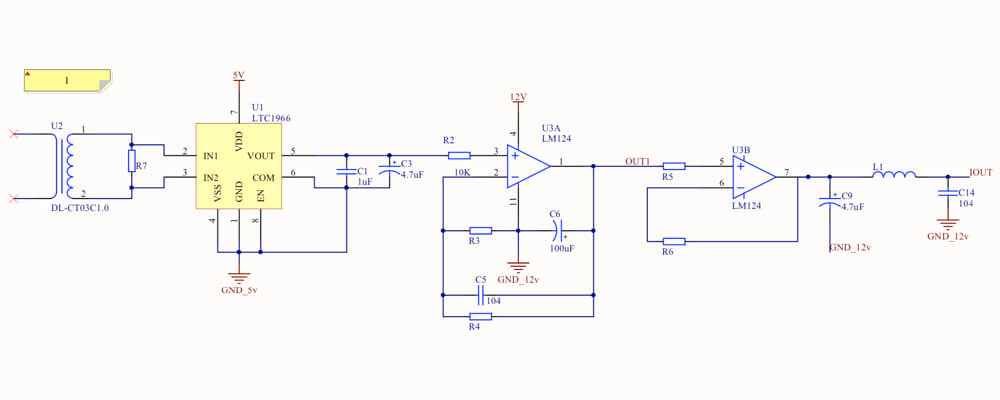 I
5V
U2
1
2
DL-CT03C1.0
R7
U1
LTC1966
7
VDD
2
IN1
3
IN2
VOUT
5
COM
6
VSS
GND
EN
4
1
8
GND_5v
C1
1uF
C3
4.7uF
R2
10K
12V
U3A
LM124
4
3
2
1
11
R3
C6
100uF
GND_12v
C5
104
R4
OUT1
R5
R6
U3B
5
6
7
LM124
C9
4.7uF
GND_12v
L1
IOUT
C14
104
GND_12v